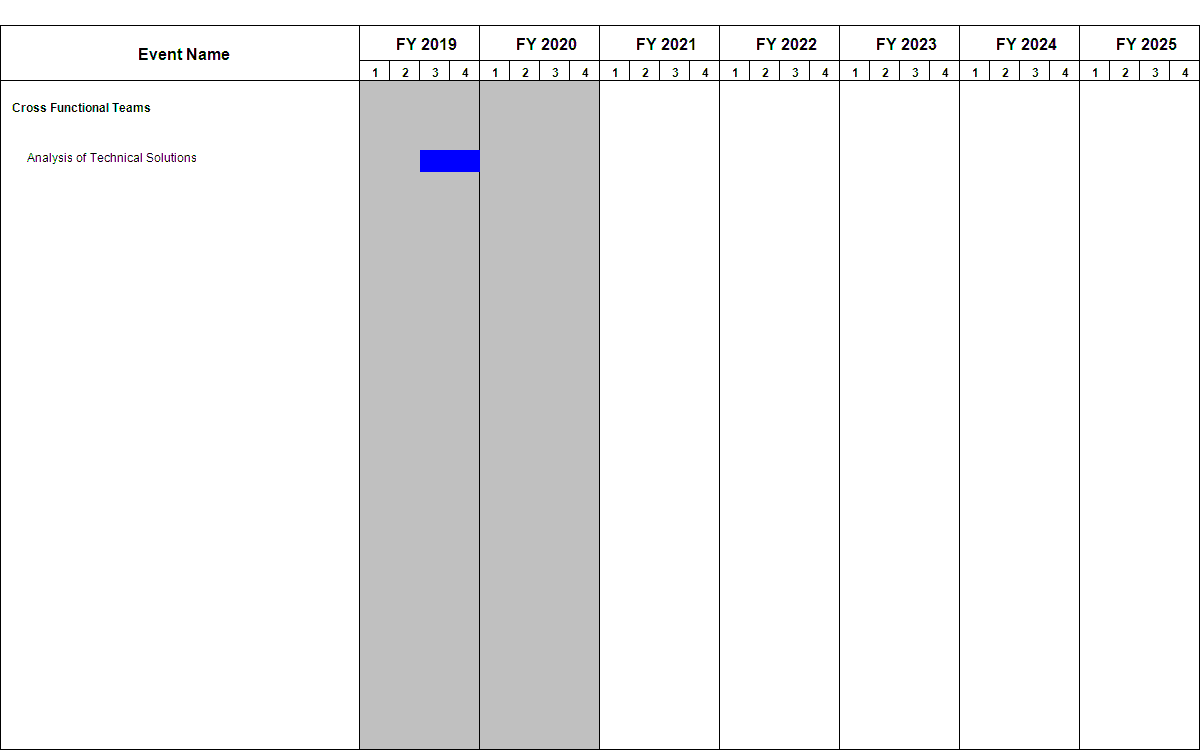 Event Name
FY 2019 FY 2020 FY 2021 FY 2022 FY 2023 FY 2024 FY 2025
1 2 3 4 1 2 3 4 1 2 3 4 1 2 3 4 1 2 3 4 1 2 3 4 1 2 3 4
Cross Functional Teams
Analysis of Technical Solutions